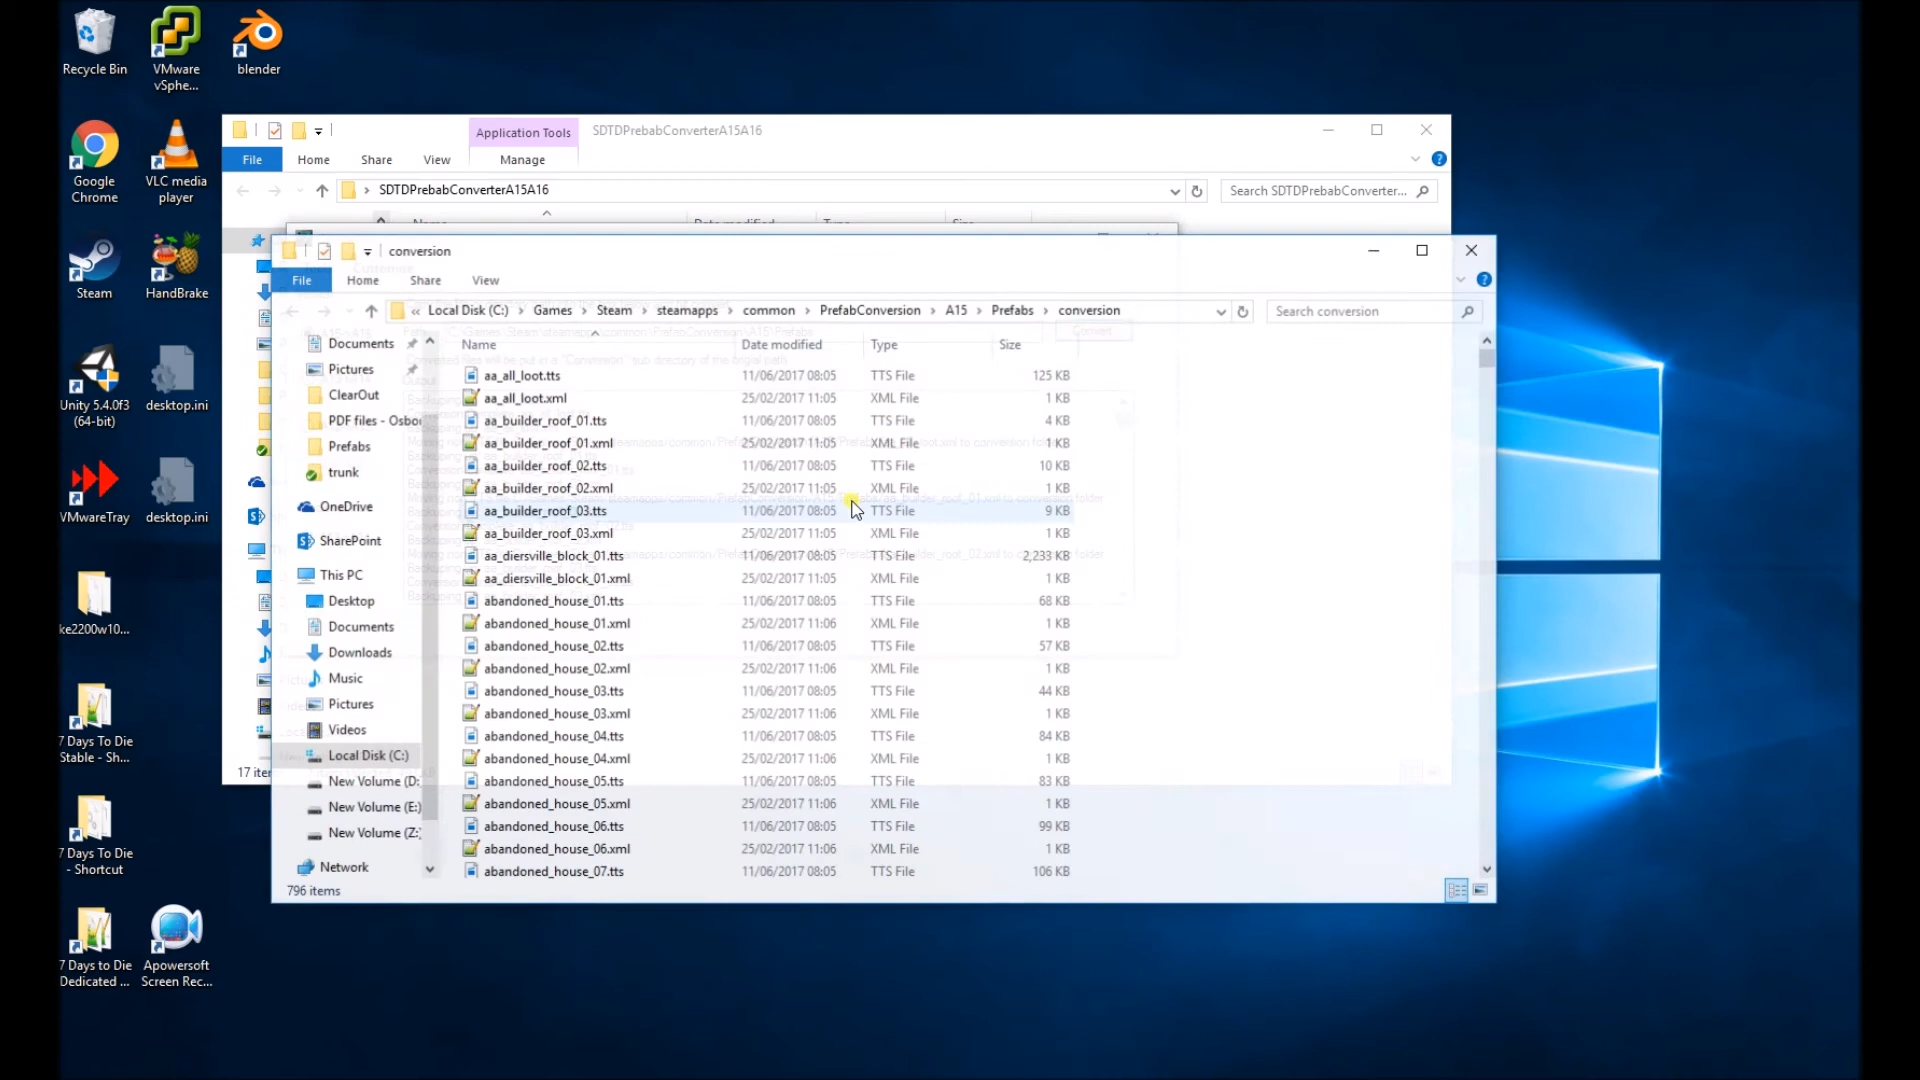 Recycle Bin
VMware vSphe...
blender
Google Chrome
VLC media player
Steam
HandBrake
Unity 5.4.0f3 (64-bit)
desktop.ini
VMwareTray
desktop.ini
ke2200w10...
7 Days To Die Stable - Sh...
7 Days To Die - Shortcut
7 Days to Die Dedicated ...
Apowersoft Screen Rec...
Application Tools
SDTDPrebabConverterA15A16
File
Home
Share
View
Manage
SDTDPrebabConverterA15A16
Search SDTDPrebabConverter...
17 iter
conversion
File
Home
Share
View
« Local Disk (C:) › Games › Steam › steamapps › common › PrefabConversion › A15 › Prefabs › conversion
Search conversion
Documents
Pictures
ClearOut
PDF files - Osbo
Prefabs
trunk
OneDrive
SharePoint
This PC
Desktop
Documents
Downloads
Music
Pictures
Videos
Local Disk (C:)
New Volume (D:
New Volume (E:)
New Volume (Z:
Network
Name Date modified Type Size
aa_all_loot.tts 11/06/2017 08:05 TTS File 125 KB
aa_all_loot.xml 25/02/2017 11:05 XML File 1 KB
aa_builder_roof_01.tts 11/06/2017 08:05 TTS File 4 KB
aa_builder_roof_01.xml 25/02/2017 11:05 XML File 1 KB
aa_builder_roof_02.tts 11/06/2017 08:05 TTS File 10 KB
aa_builder_roof_02.xml 25/02/2017 11:05 XML File 1 KB
aa_builder_roof_03.tts 11/06/2017 08:05 TTS File 9 KB
aa_builder_roof_03.xml 25/02/2017 11:05 XML File 1 KB
aa_diersville_block_01.tts 11/06/2017 08:05 TTS File 2,233 KB
aa_diersville_block_01.xml 25/02/2017 11:05 XML File 1 KB
abandoned_house_01.tts 11/06/2017 08:05 TTS File 68 KB
abandoned_house_01.xml 25/02/2017 11:06 XML File 1 KB
abandoned_house_02.tts 11/06/2017 08:05 TTS File 57 KB
abandoned_house_02.xml 25/02/2017 11:06 XML File 1 KB
abandoned_house_03.tts 11/06/2017 08:05 TTS File 44 KB
abandoned_house_03.xml 25/02/2017 11:06 XML File 1 KB
abandoned_house_04.tts 11/06/2017 08:05 TTS File 84 KB
abandoned_house_04.xml 25/02/2017 11:06 XML File 1 KB
abandoned_house_05.tts 11/06/2017 08:05 TTS File 83 KB
abandoned_house_05.xml 25/02/2017 11:06 XML File 1 KB
abandoned_house_06.tts 11/06/2017 08:05 TTS File 99 KB
abandoned_house_06.xml 25/02/2017 11:06 XML File 1 KB
abandoned_house_07.tts 11/06/2017 08:05 TTS File 106 KB
796 items